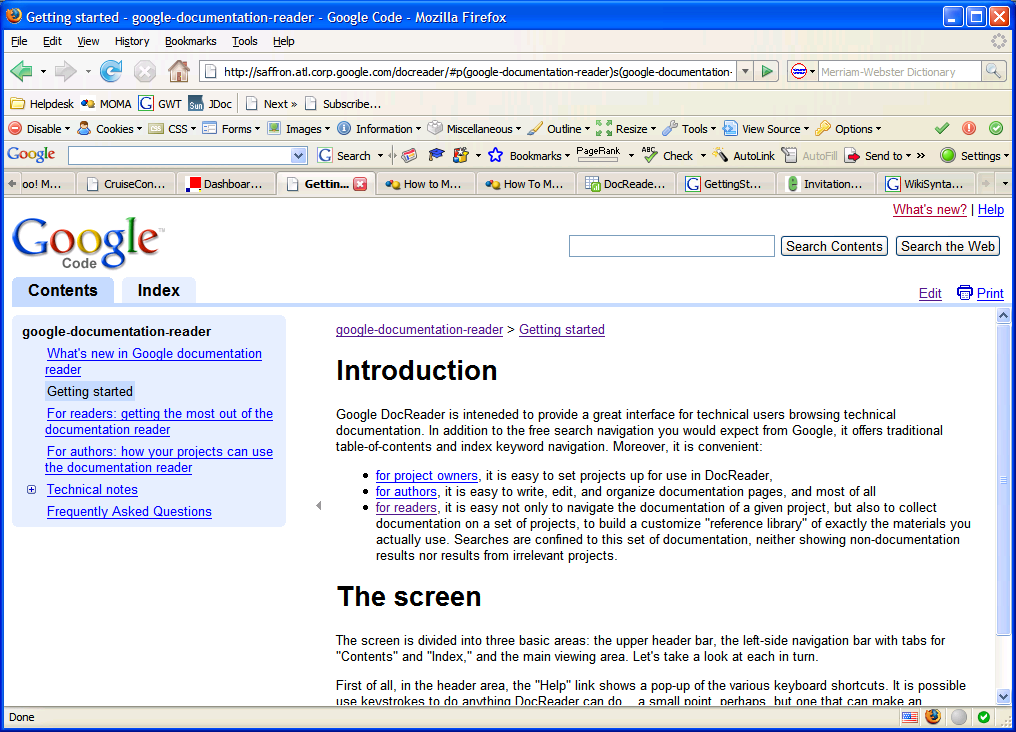 Getting started - google-documentation-reader - Google Code - Mozilla Firefox
File Edit View History Bookmarks Tools Help
http://saffron.atl.corp.google.com/docreader/#p(google-documentation-reader)s(google-documentation- Merriam-Webster Dictionary
Helpdesk MOMA GWT JDoc Next » Subscribe...
Disable Cookies CSS Forms Images Information Miscellaneous Outline Resize Tools View Source Options
Google Search Bookmarks PageRank Check AutoLink AutoFill Send to » Settings
oo! M... CruiseCon... Dashboar... Gettin... How to M... How To M... DocReade... GettingSt... Invitation... WikiSynta...
What's new? | Help
Google Code
Search Contents Search the Web
Contents Index
Edit Print
google-documentation-reader
What's new in Google documentation
reader
Getting started
For readers: getting the most out of the
documentation reader
For authors: how your projects can use
the documentation reader
Technical notes
Frequently Asked Questions
google-documentation-reader > Getting started
Introduction
Google DocReader is inteneded to provide a great interface for technical users browsing technical
documentation. In addition to the free search navigation you would expect from Google, it offers traditional
table-of-contents and index keyword navigation. Moreover, it is convenient:
• for project owners, it is easy to set projects up for use in DocReader,
• for authors, it is easy to write, edit, and organize documentation pages, and most of all
• for readers, it is easy not only to navigate the documentation of a given project, but also to collect
documentation on a set of projects, to build a customize "reference library" of exactly the materials you
actually use. Searches are confined to this set of documentation, neither showing non-documentation
results nor results from irrelevant projects.
The screen
The screen is divided into three basic areas: the upper header bar, the left-side navigation bar with tabs for
"Contents" and "Index," and the main viewing area. Let's take a look at each in turn.
First of all, in the header area, the "Help" link shows a pop-up of the various keyboard shortcuts. It is possible
use keystrokes to do anything DocReader can do a small point, perhaps, but one that can make an
Done